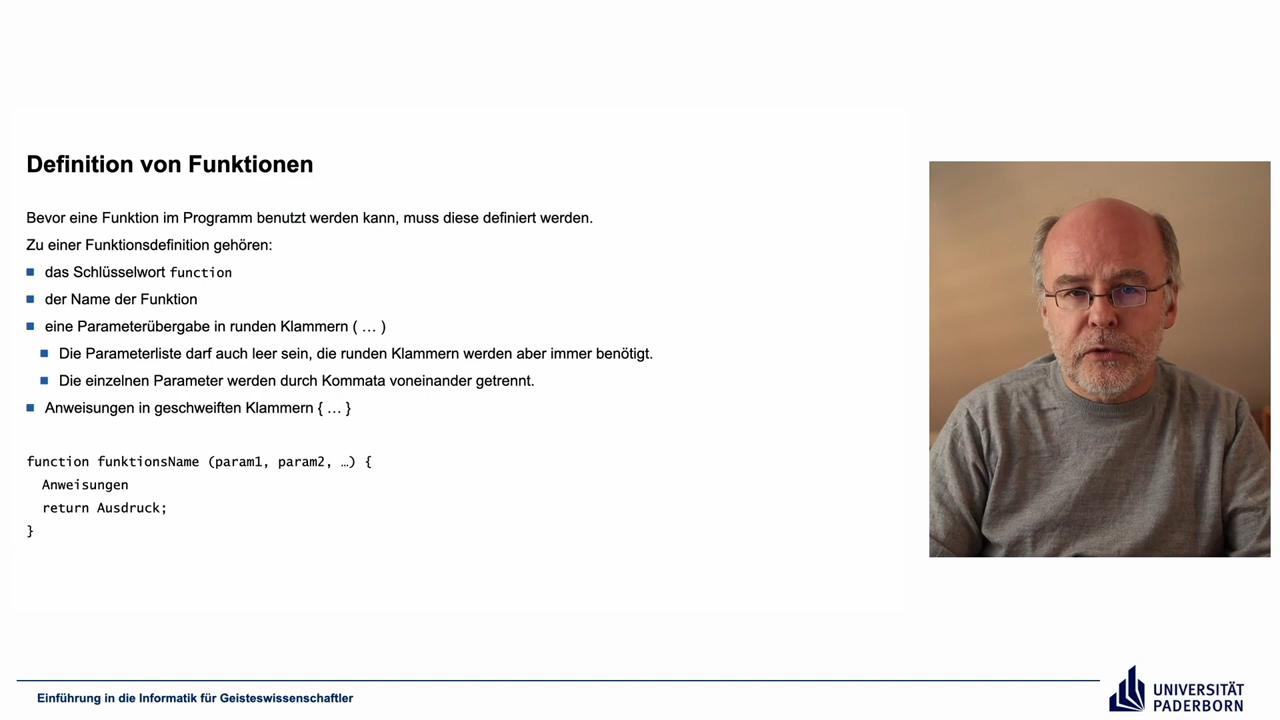 Definition von Funktionen
Bevor eine Funktion im Programm benutzt werden kann, muss diese definiert werden.
Zu einer Funktionsdefinition gehören:
das Schlüsselwort function
der Name der Funktion
eine Parameterübergabe in runden Klammern ( … )
Die Parameterliste darf auch leer sein, die runden Klammern werden aber immer benötigt.
Die einzelnen Parameter werden durch Kommata voneinander getrennt.
Anweisungen in geschweiften Klammern { … }
function funktionsName (param1, param2, …) {
Anweisungen
return Ausdruck;
}
Einführung in die Informatik für Geisteswissenschaftler
UNIVERSITÄT
PADERBORN